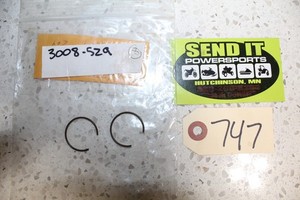 3008-529
SEND IT
POWERSPORTS
HUTCHINSON, MN
747